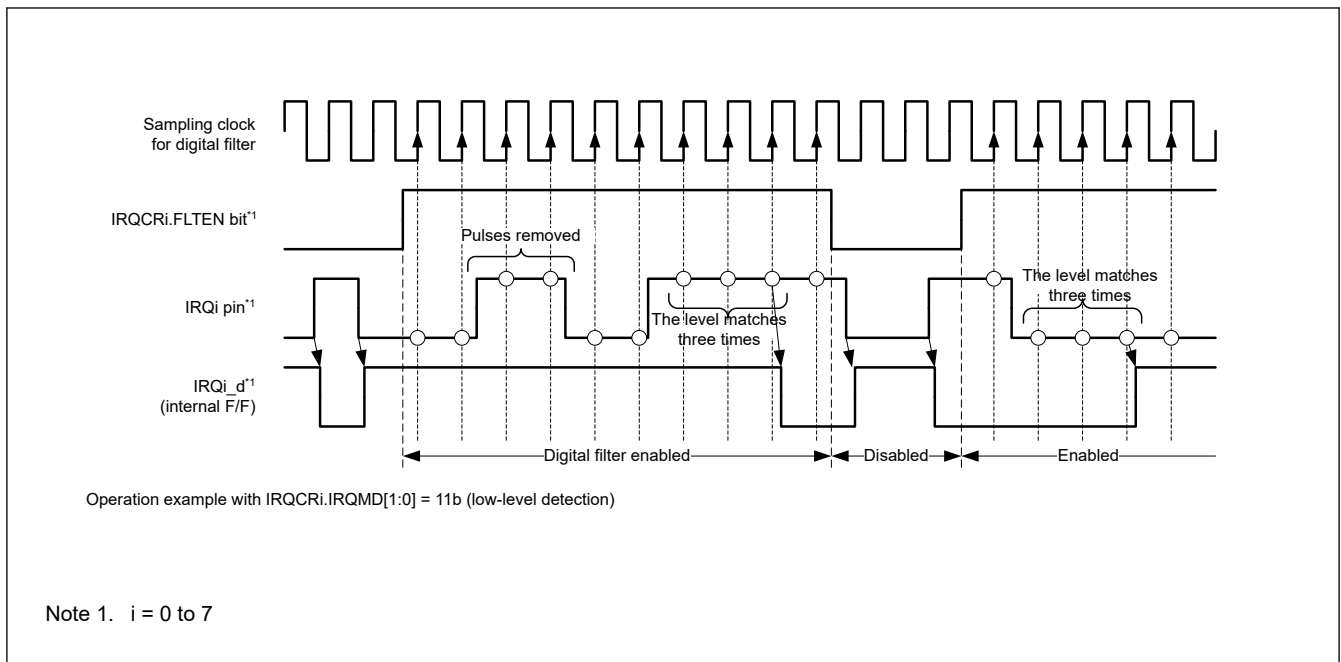 Sampling clock
for digital filter
IRQCRi.FLTEN bit*1
Pulses removed
IRQi pin*1
The level matches
three times
The level matches
three times
IRQi_d*1
(internal F/F)
Digital filter enabled
Disabled
Enabled
Operation example with IRQCRi.IRQMD[1:0] = 11b (low-level detection)
Note 1. i = 0 to 7